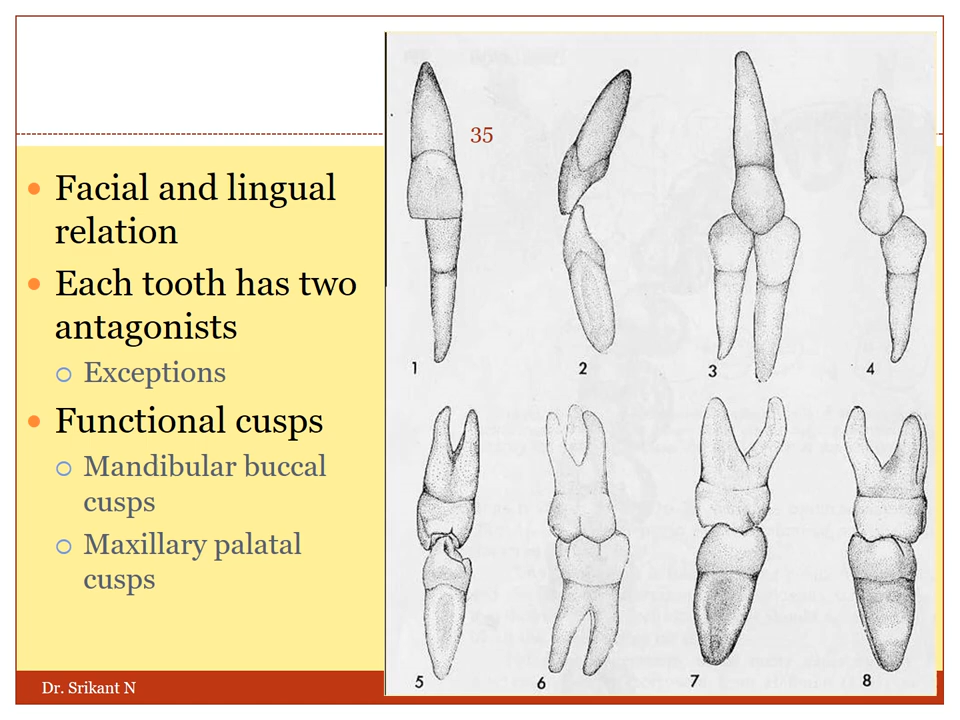 35
Facial and lingual
relation
Each tooth has two
antagonists
Exceptions
Functional cusps
Mandibular buccal
cusps
Maxillary palatal
cusps
1 2 3 4
5 6 7 8
Dr. Srikant N